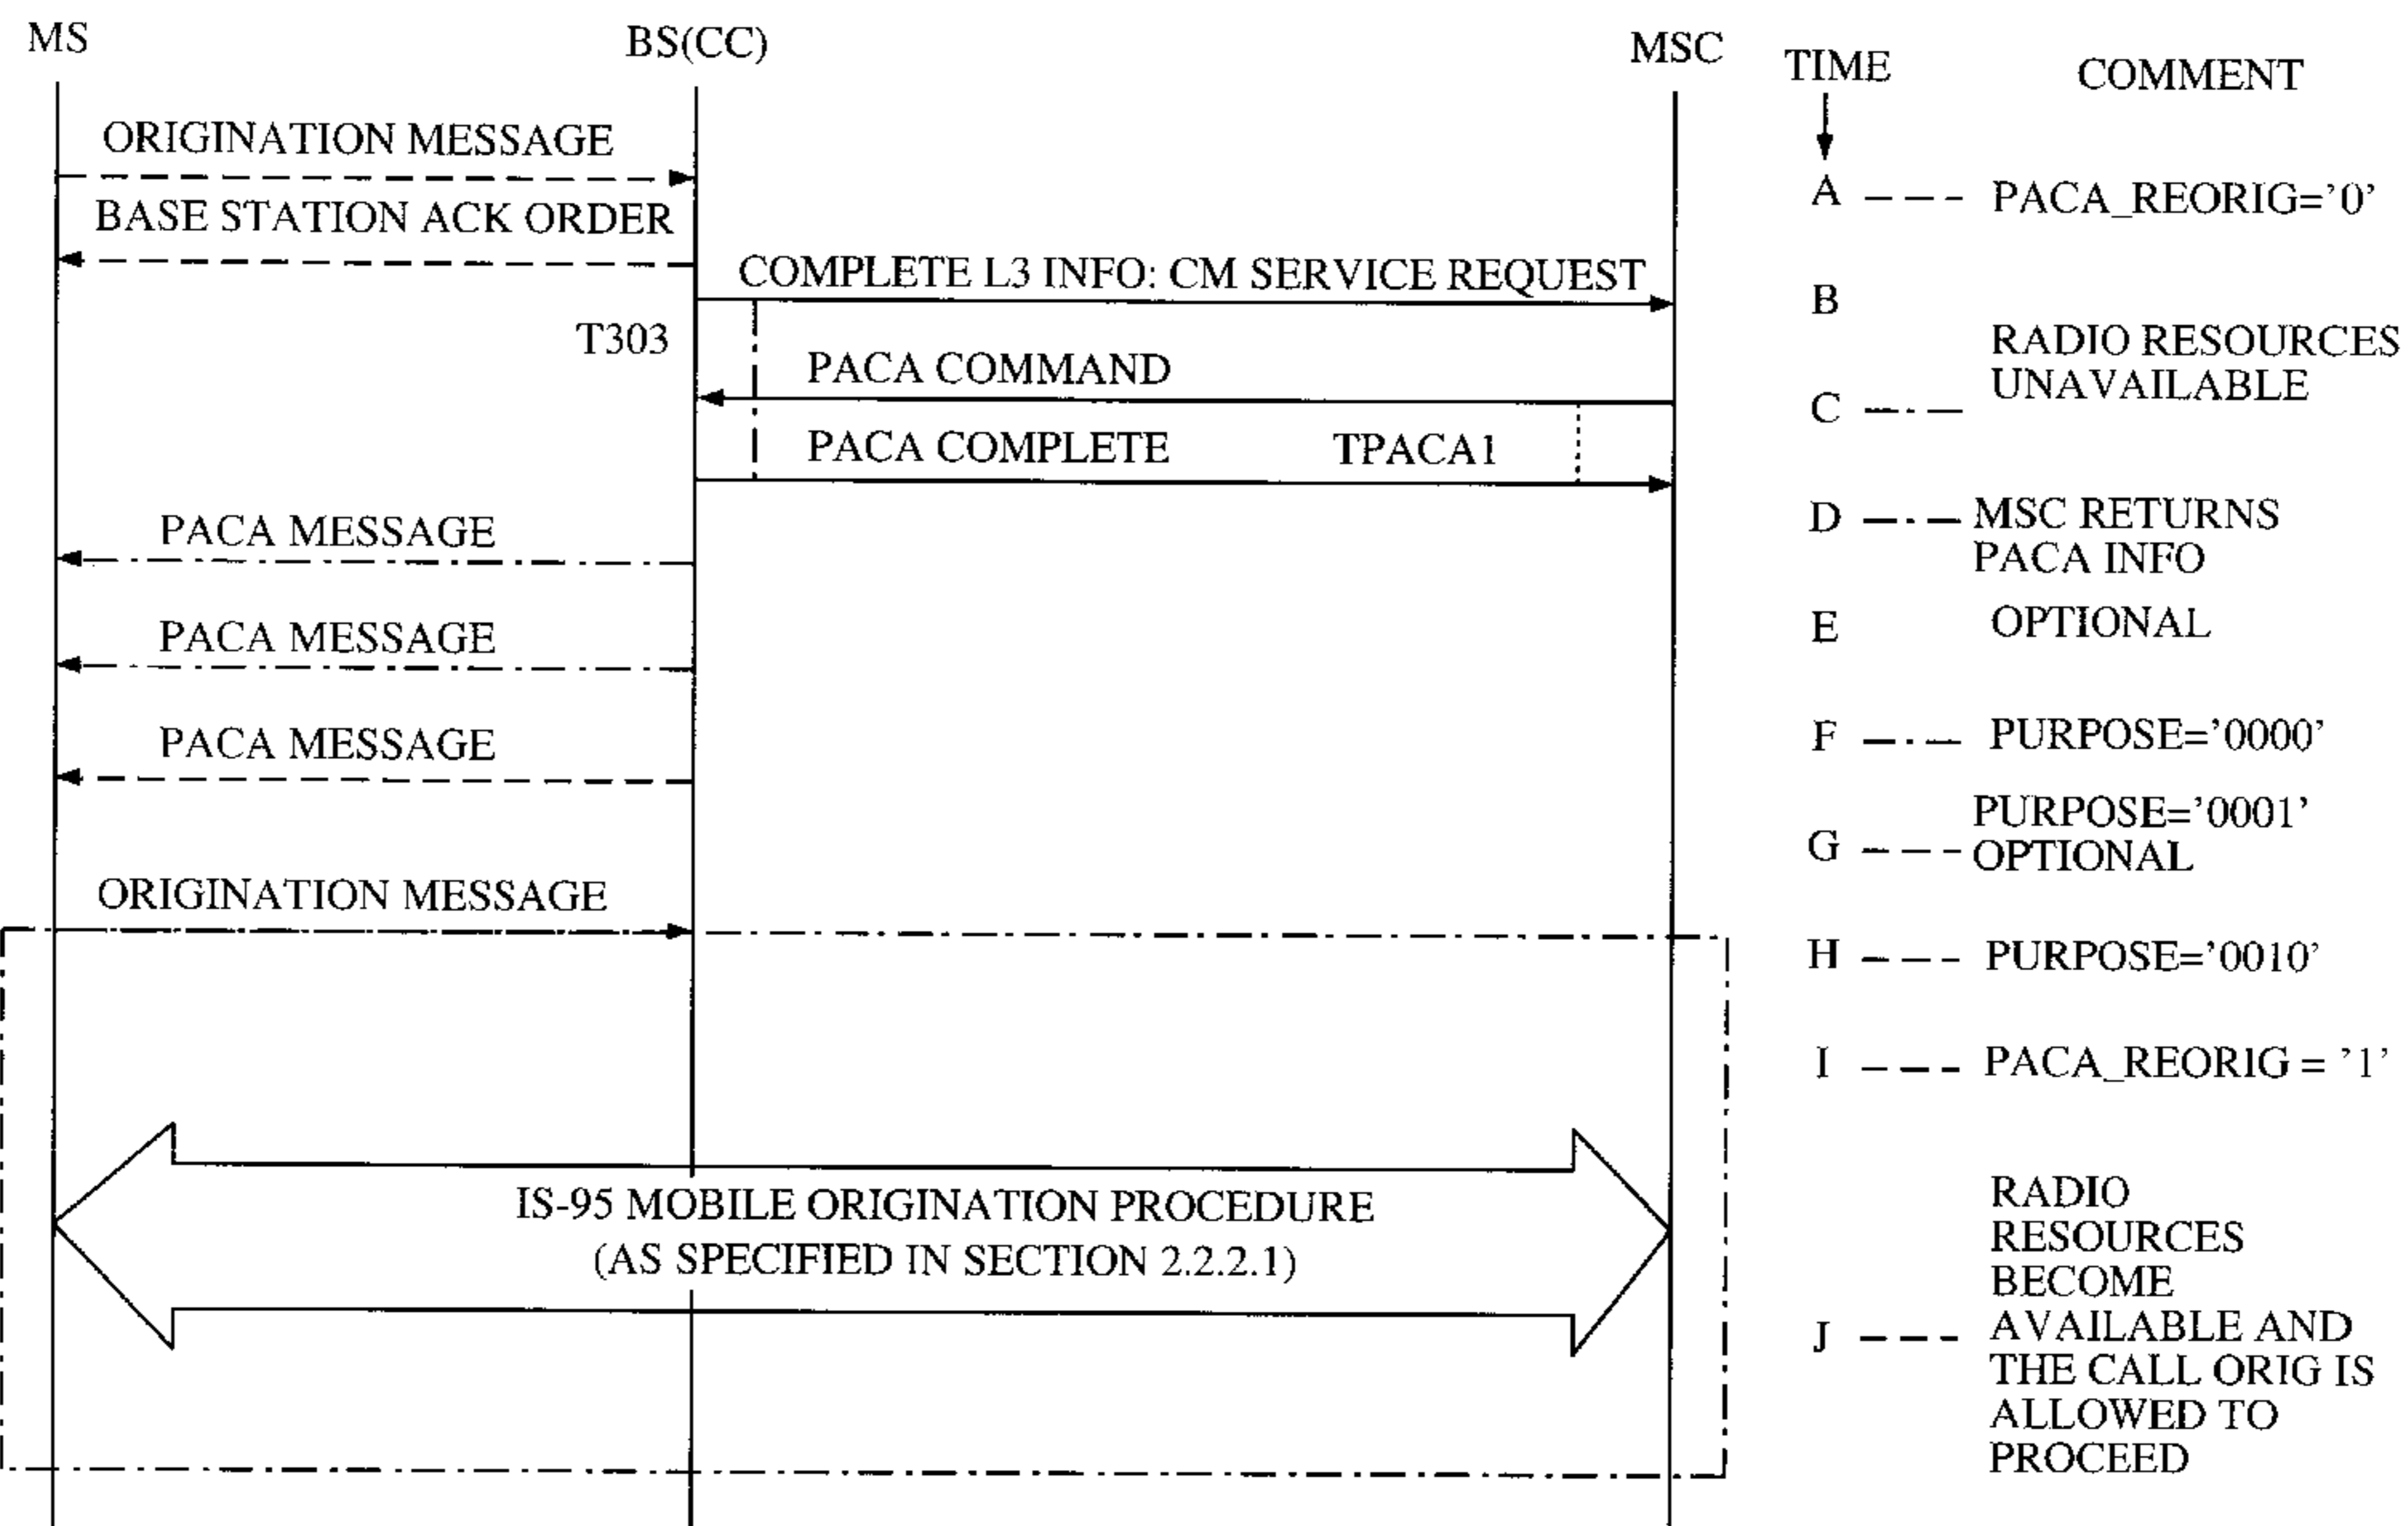 MS
BS(CC)
MSC
TIME
COMMENT
ORIGINATION MESSAGE
A
PACA_REORIG='0'
BASE STATION ACK ORDER
COMPLETE L3 INFO: CM SERVICE REQUEST
B
T303
RADIO RESOURCES
UNAVAILABLE
PACA COMMAND
C
PACA COMPLETE
TPACA1
D
MSC RETURNS
PACA INFO
PACA MESSAGE
E
OPTIONAL
PACA MESSAGE
F
PURPOSE='0000'
PACA MESSAGE
G
PURPOSE='0001'
OPTIONAL
ORIGINATION MESSAGE
H
PURPOSE='0010'
I
PACA_REORIG = '1'
IS-95 MOBILE ORIGINATION PROCEDURE
(AS SPECIFIED IN SECTION 2.2.2.1)
J
RADIO
RESOURCES
BECOME
AVAILABLE AND
THE CALL ORIG IS
ALLOWED TO
PROCEED